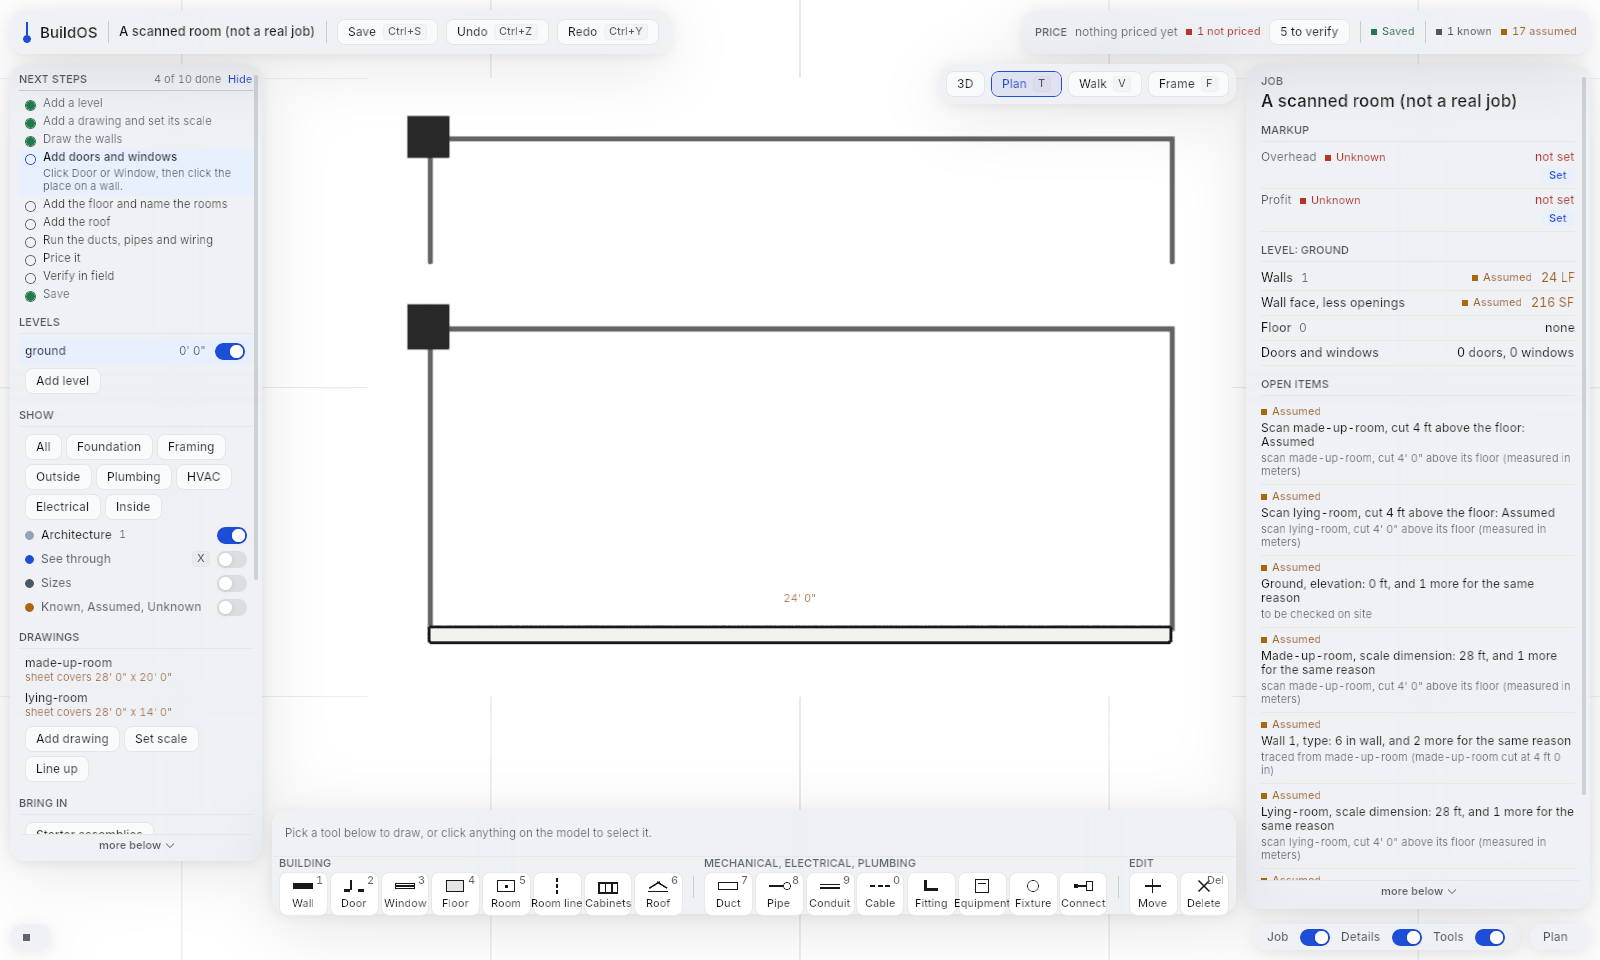 BuildOS
A scanned room (not a real job)
Save Ctrl+S
Undo Ctrl+Z
Redo Ctrl+Y
PRICE nothing priced yet 1 not priced 5 to verify Saved 1 known 17 assumed
3D
Plan T
Walk V
Frame F
NEXT STEPS 4 of 10 done Hide
Add a level
Add a drawing and set its scale
Draw the walls
Add doors and windows
Click Door or Window, then click the
place on a wall.
Add the floor and name the rooms
Add the roof
Run the ducts, pipes and wiring
Price it
Verify in field
Save
LEVELS
ground 0' 0"
Add level
SHOW
All Foundation Framing
Outside Plumbing HVAC
Electrical Inside
Architecture 1
See through X
Sizes
Known, Assumed, Unknown
DRAWINGS
made-up-room
sheet covers 28' 0" x 20' 0"
lying-room
sheet covers 28' 0" x 14' 0"
Add drawing Set scale
Line up
BRING IN
Starter assemblies
more below
24' 0"
Pick a tool below to draw, or click anything on the model to select it.
BUILDING
1 Wall
2 Door
3 Window
4 Floor
5 Room
Room line
Cabinets
6 Roof
MECHANICAL, ELECTRICAL, PLUMBING
7 Duct
8 Pipe
9 Conduit
0 Cable
Fitting
Equipment
Fixture
Connect
EDIT
Move
Del Delete
JOB
A scanned room (not a real job)
MARKUP
Overhead Unknown not set
Set
Profit Unknown not set
Set
LEVEL: GROUND
Walls 1 Assumed 24 LF
Wall face, less openings Assumed 216 SF
Floor 0 none
Doors and windows 0 doors, 0 windows
OPEN ITEMS
Assumed
Scan made-up-room, cut 4 ft above the floor:
Assumed
scan made-up-room, cut 4' 0" above its floor (measured in
meters)
Assumed
Scan lying-room, cut 4 ft above the floor: Assumed
scan lying-room, cut 4' 0" above its floor (measured in
meters)
Assumed
Ground, elevation: 0 ft, and 1 more for the same
reason
to be checked on site
Assumed
Made-up-room, scale dimension: 28 ft, and 1 more
for the same reason
scan made-up-room, cut 4' 0" above its floor (measured in
meters)
Assumed
Wall 1, type: 6 in wall, and 2 more for the same reason
traced from made-up-room (made-up-room cut at 4 ft 0
in)
Assumed
Lying-room, scale dimension: 28 ft, and 1 more for the
same reason
scan lying-room, cut 4' 0" above its floor (measured in
meters)
Assumed
more below
Job Details Tools Plan